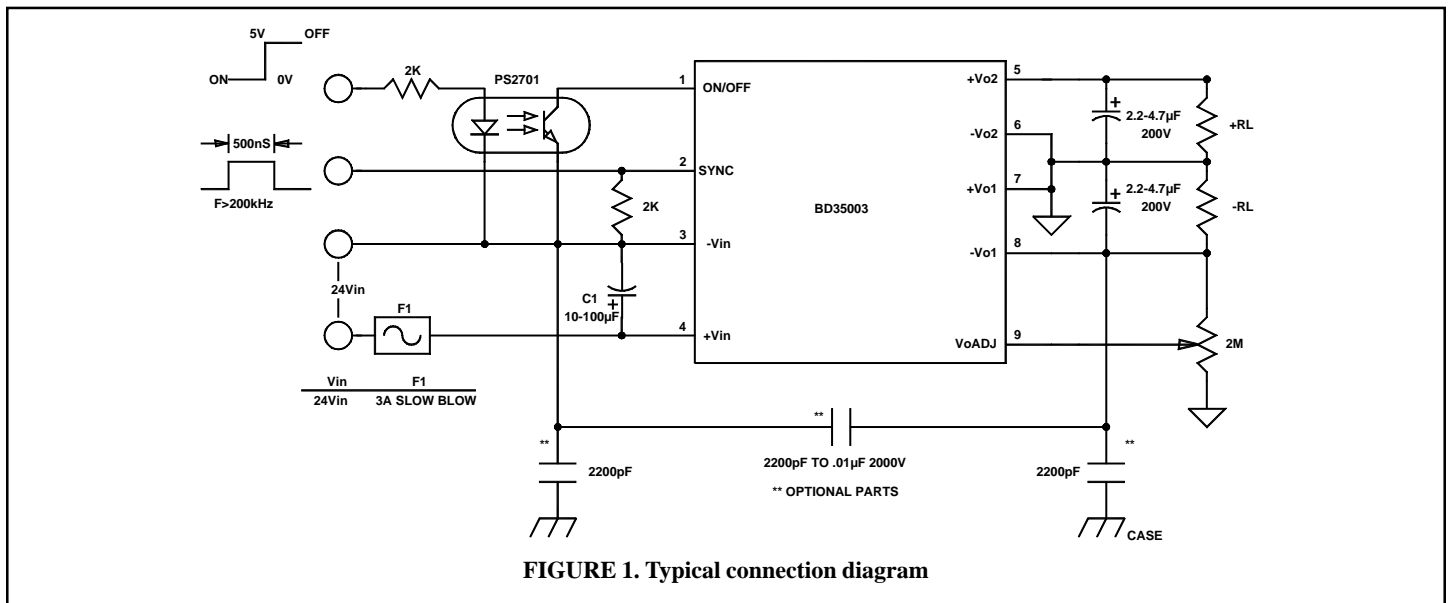 5V OFF
ON 0V
2K
PS2701
500nS
F>200kHz
24Vin
F1
Vin F1
24Vin 3A SLOW BLOW
1 ON/OFF
2 SYNC
2K
3 -Vin
C1
10-100µF
+
4 +Vin
BD35003
+Vo2 5
-Vo2 6
+Vo1 7
-Vo1 8
VoADJ 9
+
2.2-4.7µF
200V
+RL
+
2.2-4.7µF
200V
-RL
2M
**
2200pF
**
2200pF TO .01µF 2000V
** OPTIONAL PARTS
**
2200pF
CASE
FIGURE 1. Typical connection diagram